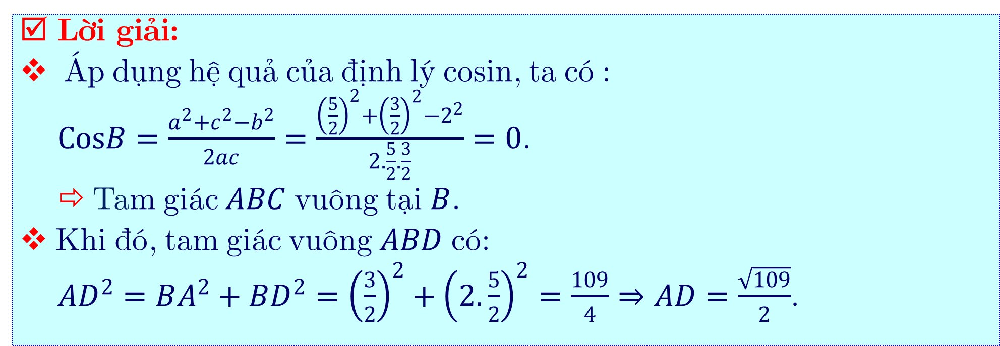 ☑ Lời giải:
❖ Áp dụng hệ quả của định lý cosin, ta có :
CosB = \frac{a^2+c^2-b^2}{2ac} = \frac{\left(\frac{5}{2}\right)^2+\left(\frac{3}{2}\right)^2-2^2}{2.\frac{5}{2}.\frac{3}{2}} = 0.
⇨ Tam giác ABC vuông tại B.
❖ Khi đó, tam giác vuông ABD có:
AD^2 = BA^2 + BD^2 = \left(\frac{3}{2}\right)^2 + \left(2.\frac{5}{2}\right)^2 = \frac{109}{4} ⇒ AD = \frac{\sqrt{109}}{2}.